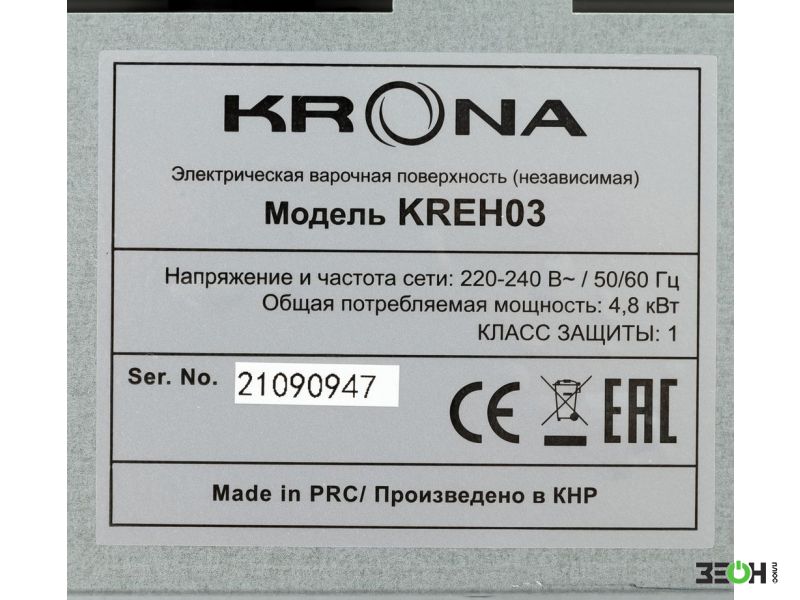 KRONA
Электрическая варочная поверхность (независимая)
Модель KREH03
Напряжение и частота сети: 220-240 В~ / 50/60 Гц
Общая потребляемая мощность: 4,8 кВт
КЛАСС ЗАЩИТЫ: 1
Ser. No. 21090947
CE EAC
Made in PRC/ Произведено в КНР
ЗЕОН ПЛЮС